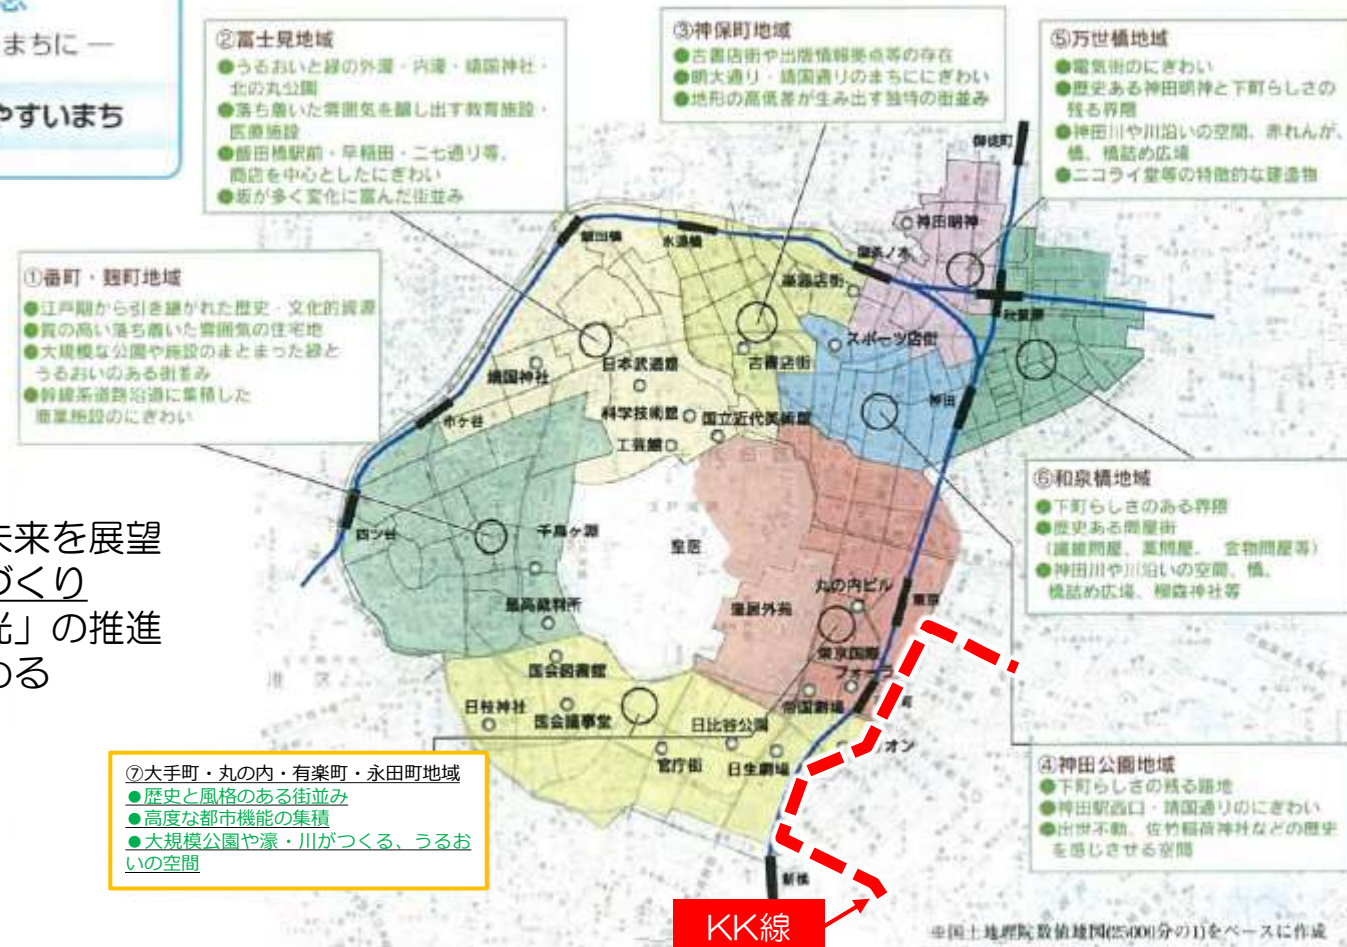 まちに ―
やすいまち
②富士見地域
●うるおいと緑の外濠・内濠・靖国神社・
北の丸公園
●落ち着いた雰囲気を醸し出す教育施設・
医療施設
●飯田橋駅前・早稲田・二七通り等、
商店を中心としたにぎわい
●坂が多く変化に富んだ街並み
③神保町地域
●古書店街や出版情報拠点等の存在
●明大通り・靖国通りのまちににぎわい
●地形の高低差が生み出す独特の街並み
⑤万世橋地域
●電気街のにぎわい
●歴史ある神田明神と下町らしさの
残る界隈
●神田川や川沿いの空間、赤れんが、
橋、橋詰め広場
●ニコライ堂等の特徴的な建造物
①番町・麹町地域
●江戸期から引き継がれた歴史・文化的資源
●質の高い落ち着いた雰囲気の住宅地
●大規模な公園や施設のまとまった緑と
うるおいのある街並み
●幹線系道路沿道に集積した
商業施設のにぎわい
御徒町
神田明神
飯田橋
水道橋
御茶ノ水
楽器店街
秋葉原
スポーツ店街
古書店街
靖国神社
日本武道館
科学技術館
国立近代美術館
工芸館
神田
市ケ谷
四ツ谷
千鳥ヶ淵
皇居
最高裁判所
皇居外苑
丸の内ビル
東京
東京国際
フォーラ
国会図書館
帝国劇場
町
日枝神社
国会議事堂
日比谷公園
官庁街
日生劇場
オン
新橋
港 区
未来を展望
づくり
光」の推進
める
⑥和泉橋地域
●下町らしさのある界隈
●歴史ある問屋街
(繊維問屋、薬問屋、 金物問屋等)
●神田川や川沿いの空間、橋、
橋詰め広場、柳森神社等
⑦大手町・丸の内・有楽町・永田町地域
●歴史と風格のある街並み
●高度な都市機能の集積
●大規模公園や濠・川がつくる、うるお
いの空間
④神田公園地域
●下町らしさの残る路地
●神田駅西口・靖国通りのにぎわい
●出世不動、佐竹稲荷神社などの歴史
を感じさせる空間
KK線
※国土地理院数値地図(25000分の1)をベースに作成